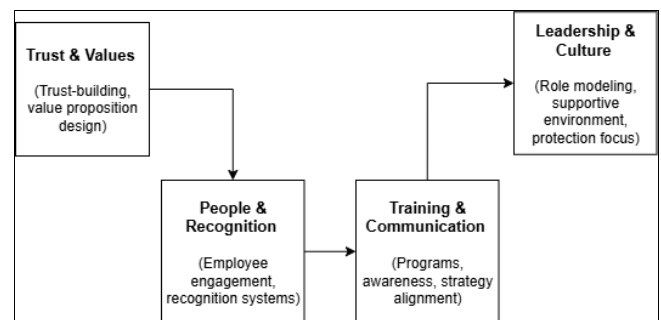 Trust & Values
(Trust-building,
value proposition
design)
People &
Recognition
(Employee
engagement,
recognition systems)
Training &
Communication
(Programs,
awareness, strategy
alignment)
Leadership &
Culture
(Role modeling,
supportive
environment,
protection focus)